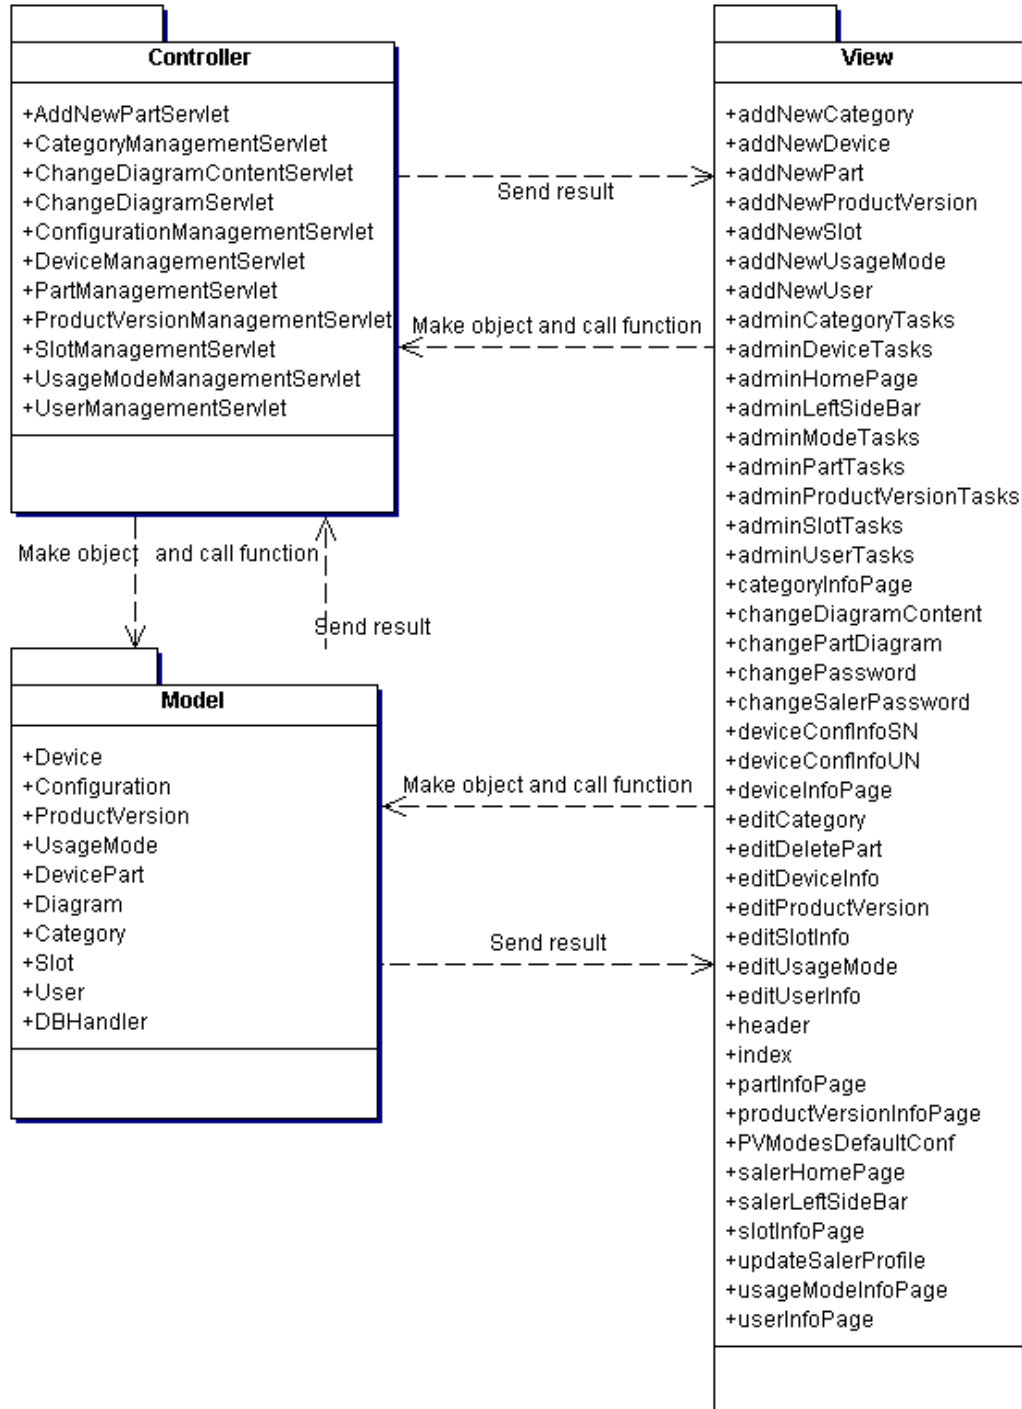 Controller
+AddNewPartServlet
+CategoryManagementServlet
+ChangeDiagramContentServlet
+ChangeDiagramServlet
+ConfigurationManagementServlet
+DeviceManagementServlet
+PartManagementServlet
+ProductVersionManagementServlet
+SlotManagementServlet
+UsageModeManagementServlet
+UserManagementServlet
Send result
Make object and call function
Make object and call function
Send result
Model
+Device
+Configuration
+ProductVersion
+UsageMode
+DevicePart
+Diagram
+Category
+Slot
+User
+DBHandler
Make object and call function
Send result
View
+addNewCategory
+addNewDevice
+addNewPart
+addNewProductVersion
+addNewSlot
+addNewUsageMode
+addNewUser
+adminCategoryTasks
+adminDeviceTasks
+adminHomePage
+adminLeftSideBar
+adminModeTasks
+adminPartTasks
+adminProductVersionTasks
+adminSlotTasks
+adminUserTasks
+categoryInfoPage
+changeDiagramContent
+changePartDiagram
+changePassword
+changeSalerPassword
+deviceConfInfoSN
+deviceConfInfoUN
+deviceInfoPage
+editCategory
+editDeletePart
+editDeviceInfo
+editProductVersion
+editSlotInfo
+editUsageMode
+editUserInfo
+header
+index
+partInfoPage
+productVersionInfoPage
+PVModesDefaultConf
+salerHomePage
+salerLeftSideBar
+slotInfoPage
+updateSalerProfile
+usageModeInfoPage
+userInfoPage